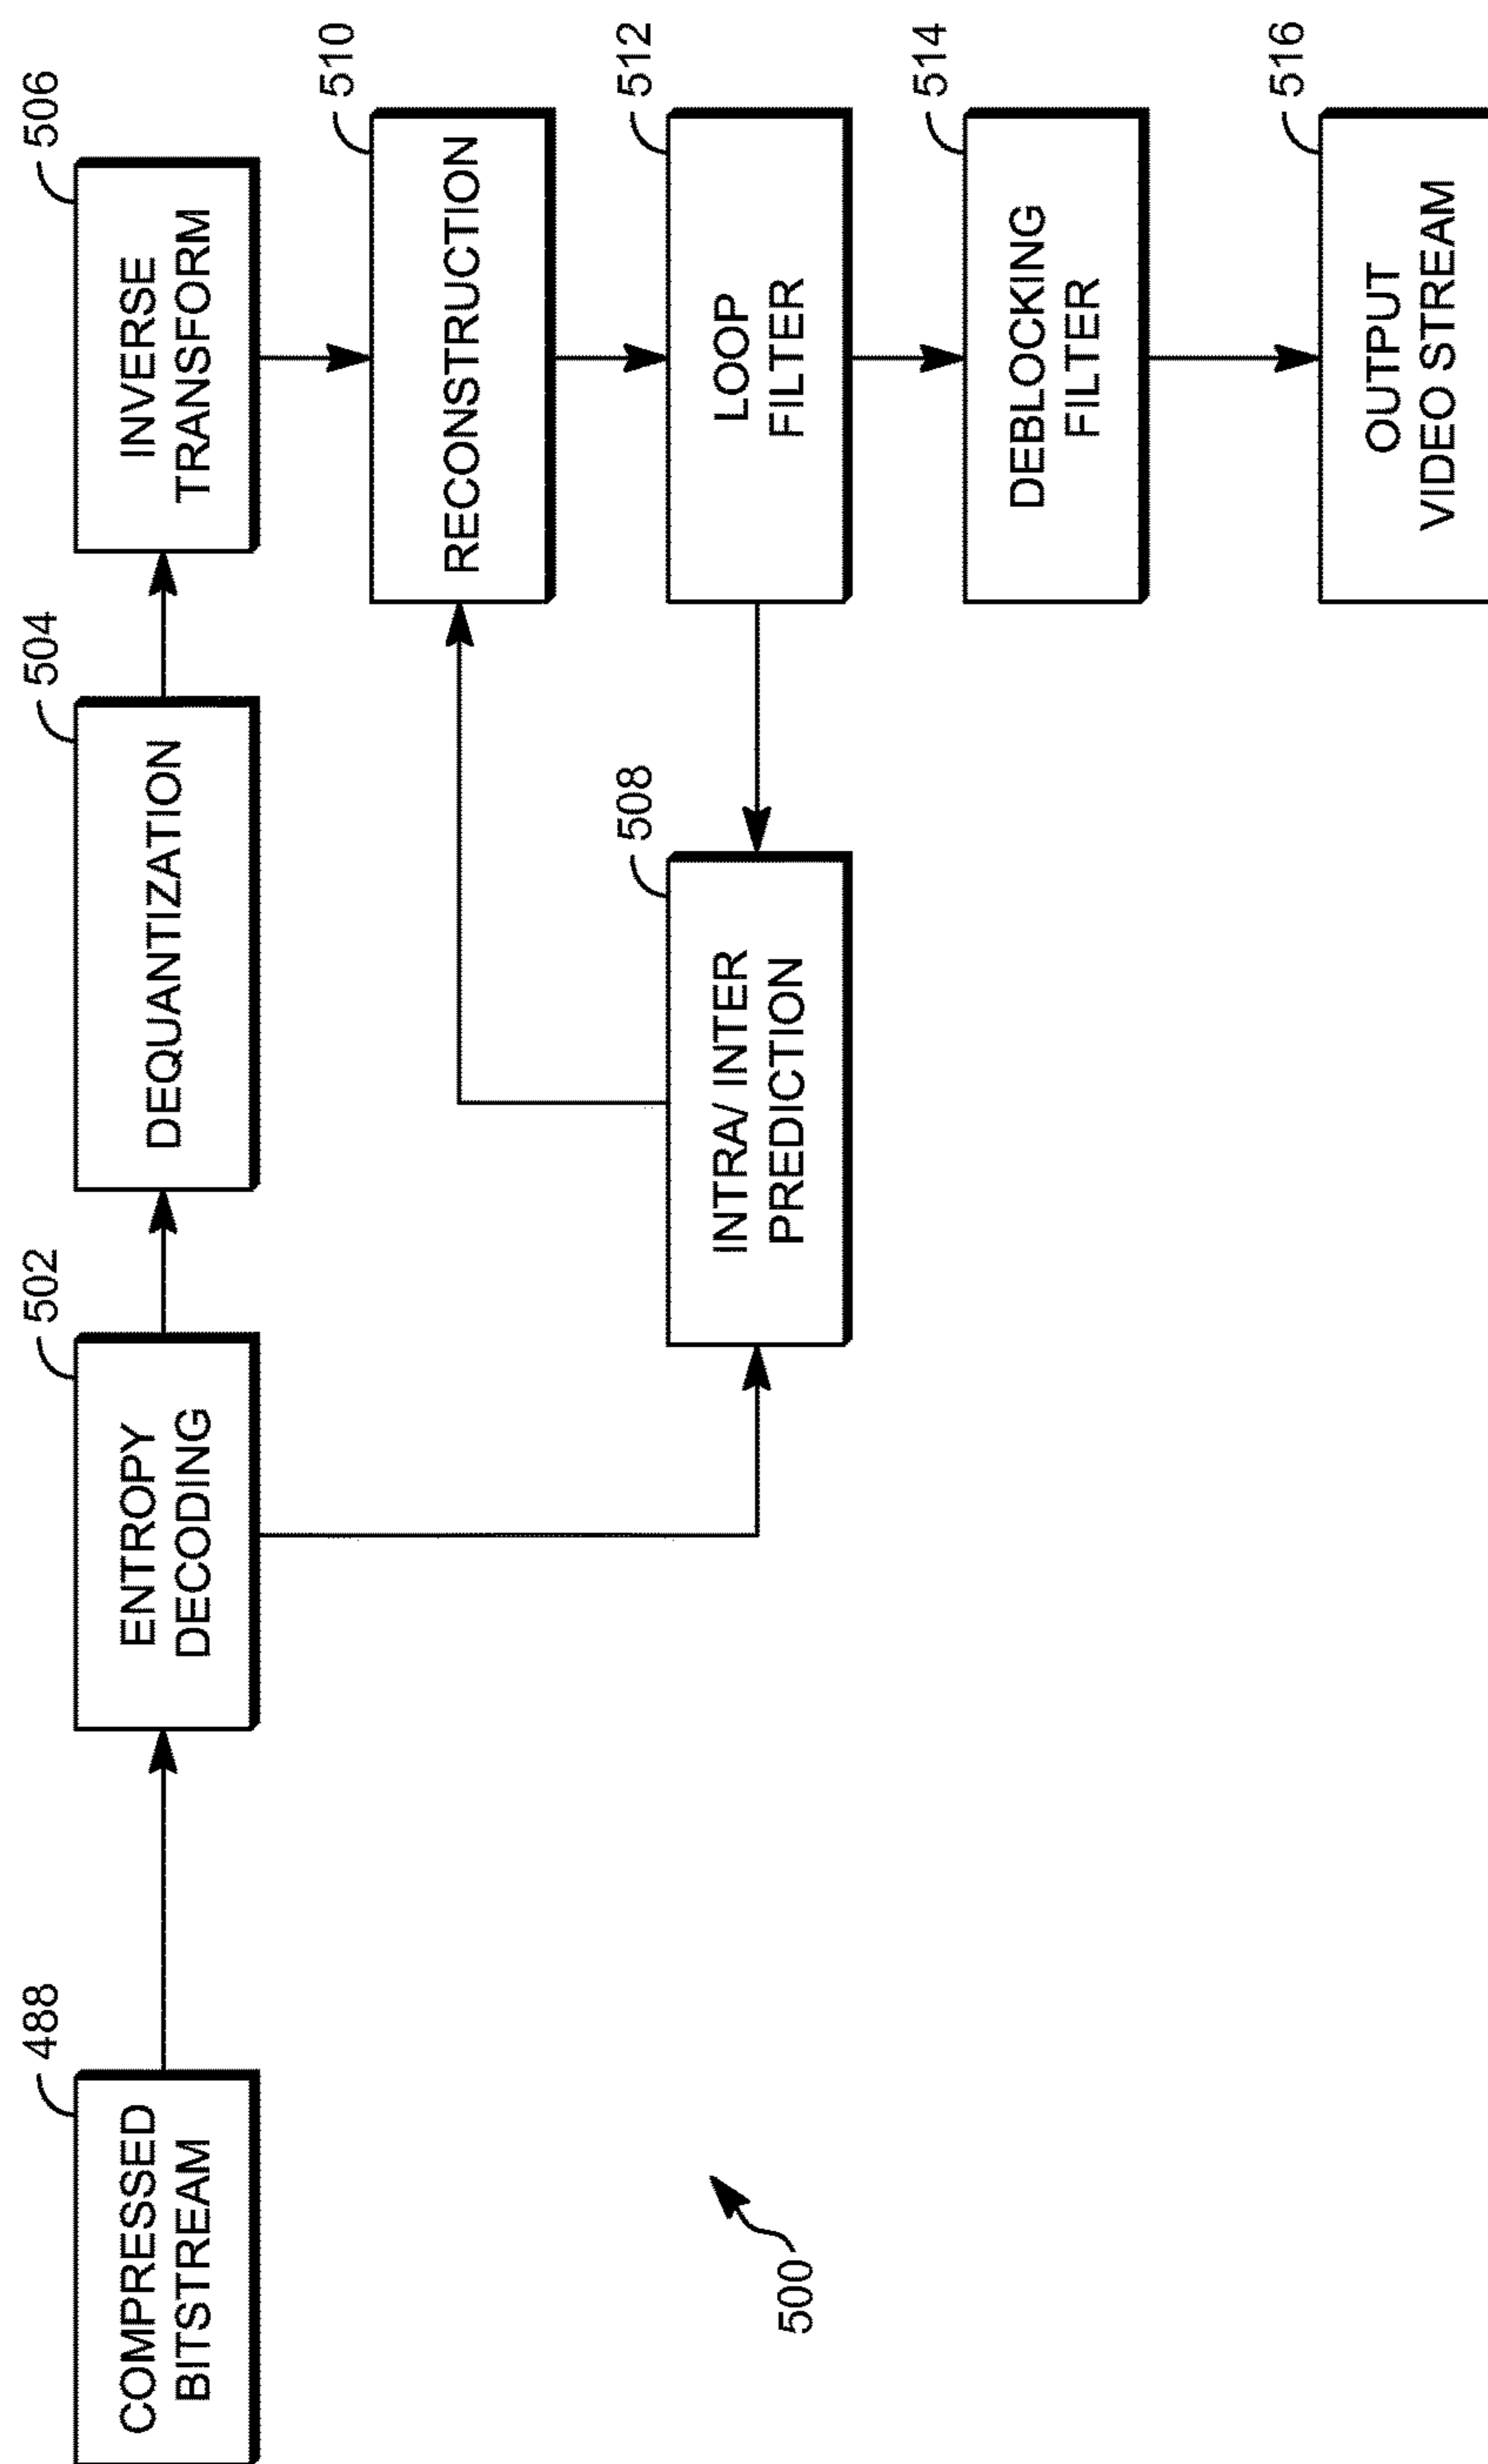 488
COMPRESSED
BITSTREAM
502
ENTROPY
DECODING
504
DEQUANTIZATION
506
INVERSE
TRANSFORM
510
RECONSTRUCTION
508
INTRA/ INTER
PREDICTION
512
LOOP
FILTER
514
DEBLOCKING
FILTER
516
OUTPUT
VIDEO STREAM
500